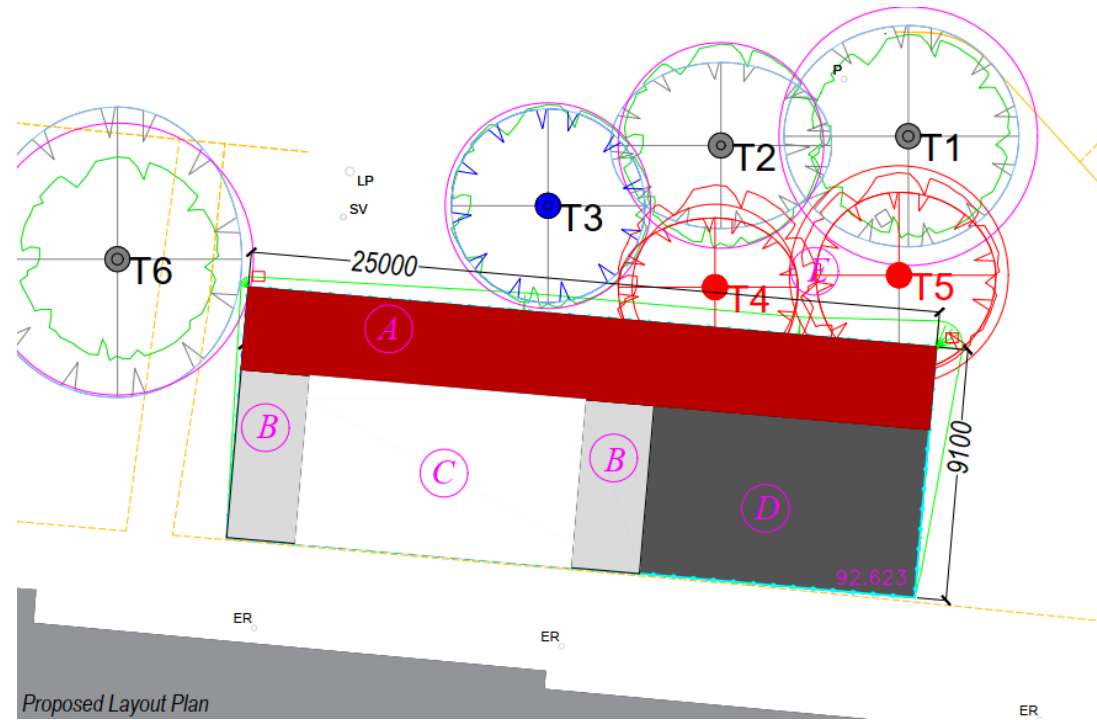 P
T1
T2
LP
SV
T3
T6
25000
E
T5
T4
A
B
B
C
9100
D
92.623
ER
ER
Proposed Layout Plan
ER